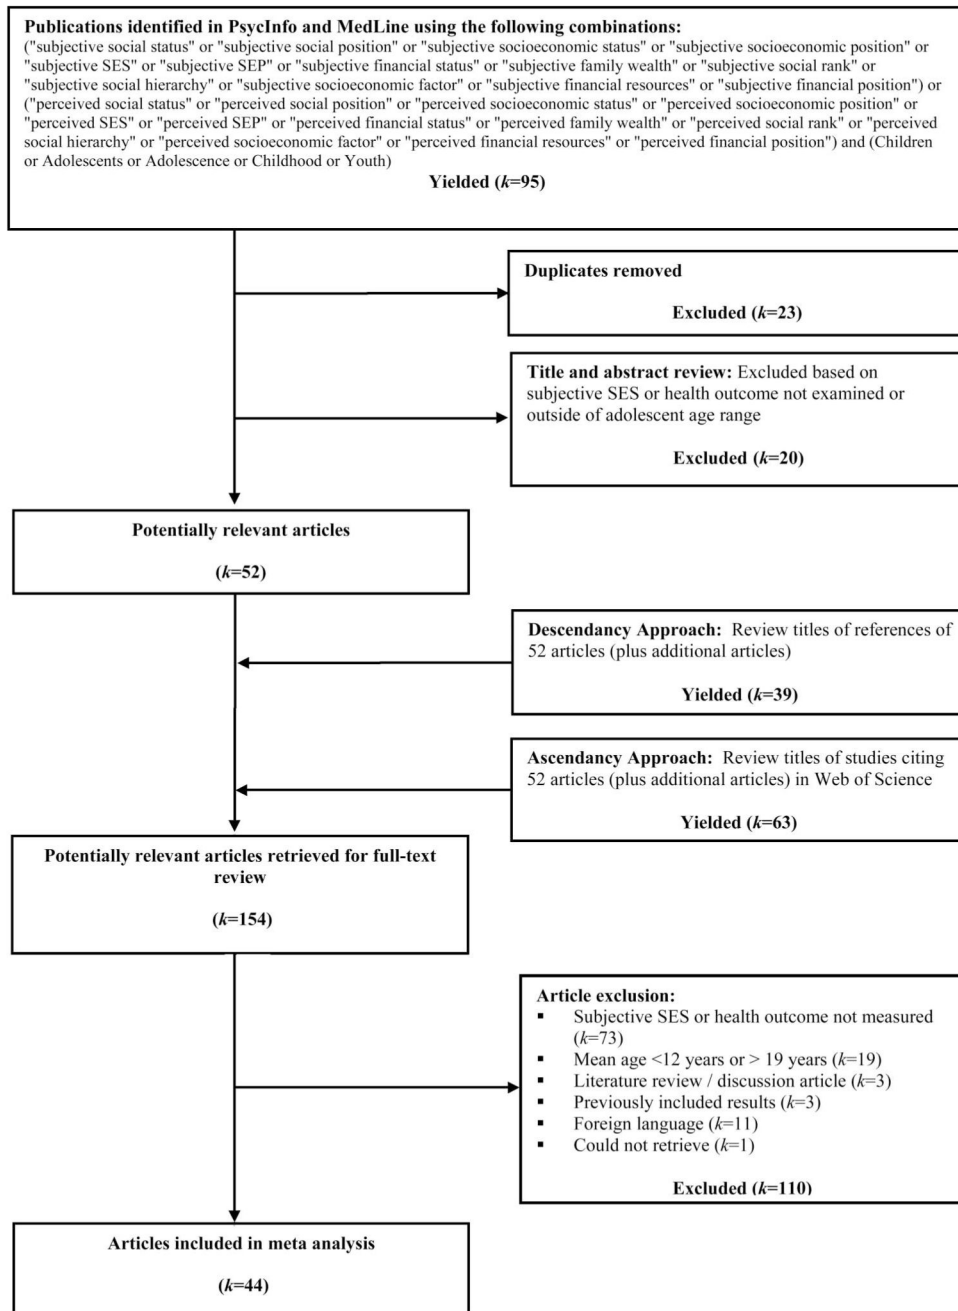 Publications identified in PsycInfo and MedLine using the following combinations:
("subjective social status" or "subjective social position" or "subjective socioeconomic status" or "subjective socioeconomic position" or
"subjective SES" or "subjective SEP" or "subjective financial status" or "subjective family wealth" or "subjective social rank" or
"subjective social hierarchy" or "subjective socioeconomic factor" or "subjective financial resources" or "subjective financial position") or
("perceived social status" or "perceived social position" or "perceived socioeconomic status" or "perceived socioeconomic position" or
"perceived SES" or "perceived SEP" or "perceived financial status" or "perceived family wealth" or "perceived social rank" or "perceived
social hierarchy" or "perceived socioeconomic factor" or "perceived financial resources" or "perceived financial position") and (Children
or Adolescents or Adolescence or Childhood or Youth)
Yielded (k=95)
Duplicates removed
Excluded (k=23)
Title and abstract review: Excluded based on
subjective SES or health outcome not examined or
outside of adolescent age range
Excluded (k=20)
Potentially relevant articles
(k=52)
Descendancy Approach: Review titles of references of
52 articles (plus additional articles)
Yielded (k=39)
Ascendancy Approach: Review titles of studies citing
52 articles (plus additional articles) in Web of Science
Yielded (k=63)
Potentially relevant articles retrieved for full-text
review
(k=154)
Article exclusion:
▪ Subjective SES or health outcome not measured
(k=73)
▪ Mean age <12 years or > 19 years (k=19)
▪ Literature review / discussion article (k=3)
▪ Previously included results (k=3)
▪ Foreign language (k=11)
▪ Could not retrieve (k=1)
Excluded (k=110)
Articles included in meta analysis
(k=44)